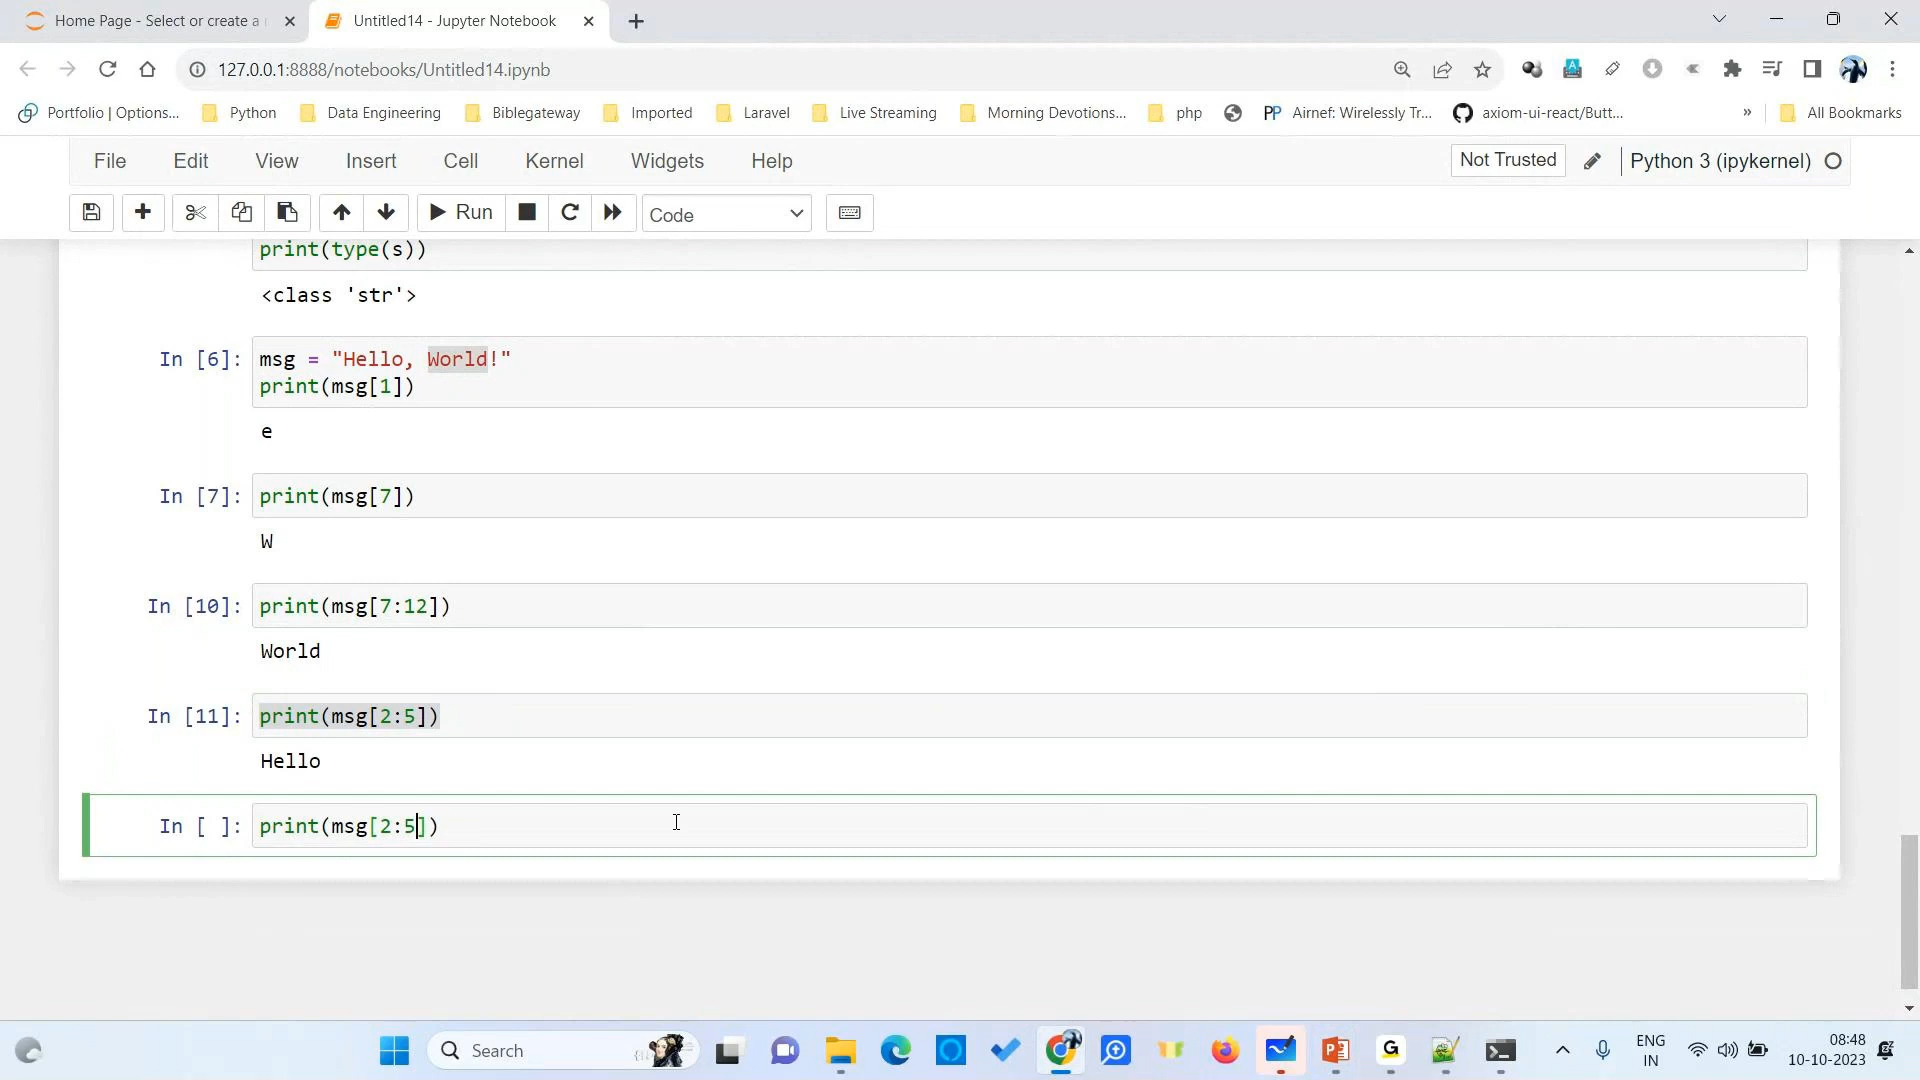 Home Page - Select or create a
Untitled14 - Jupyter Notebook
127.0.0.1:8888/notebooks/Untitled14.ipynb
Portfolio | Options...
Python
Data Engineering
Biblegateway
Imported
Laravel
Live Streaming
Morning Devotions...
php
PP Airnef: Wirelessly Tr...
axiom-ui-react/Butt...
»
All Bookmarks
File Edit View Insert Cell Kernel Widgets Help
Not Trusted
Python 3 (ipykernel)
Run
Code
print(type(s))
<class 'str'>
In [6]: msg = "Hello, World!"
print(msg[1])
e
In [7]: print(msg[7])
W
In [10]: print(msg[7:12])
World
In [11]: print(msg[2:5])
Hello
In [ ]: print(msg[2:5])
Search
ENG
IN
08:48
10-10-2023